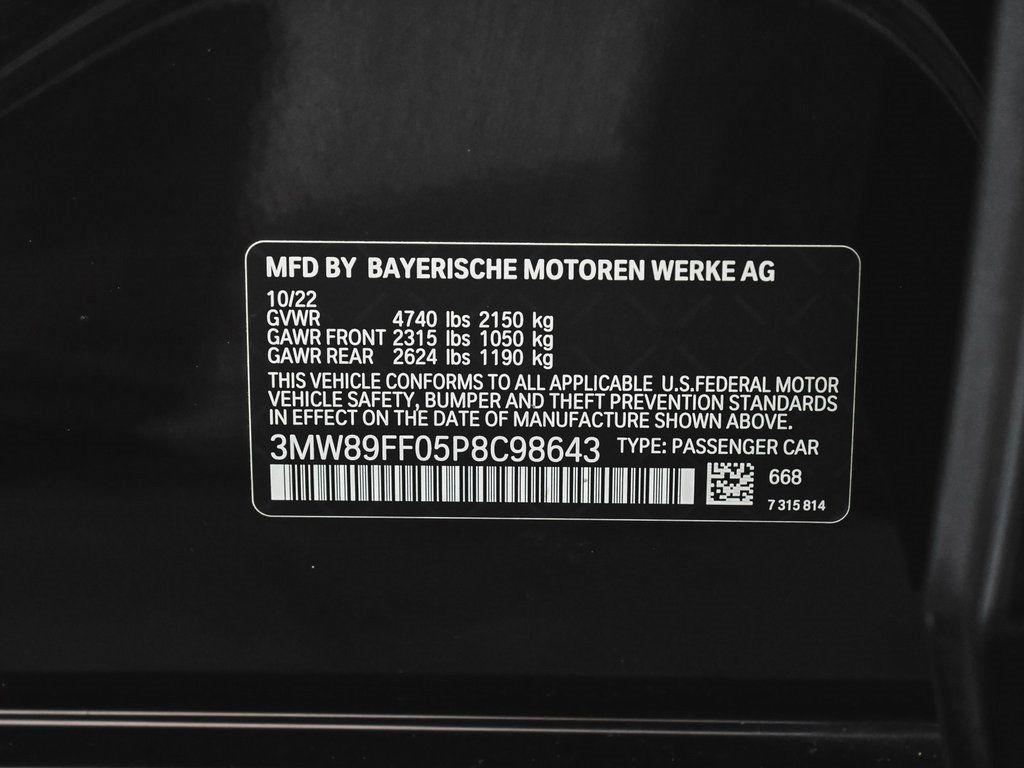 MFD BY BAYERISCHE MOTOREN WERKE AG
10/22
GVWR 4740 lbs 2150 kg
GAWR FRONT 2315 lbs 1050 kg
GAWR REAR 2624 lbs 1190 kg
THIS VEHICLE CONFORMS TO ALL APPLICABLE U.S.FEDERAL MOTOR
VEHICLE SAFETY, BUMPER AND THEFT PREVENTION STANDARDS
IN EFFECT ON THE DATE OF MANUFACTURE SHOWN ABOVE.
3MW89FF05P8C98643 TYPE: PASSENGER CAR
668
7 315 814